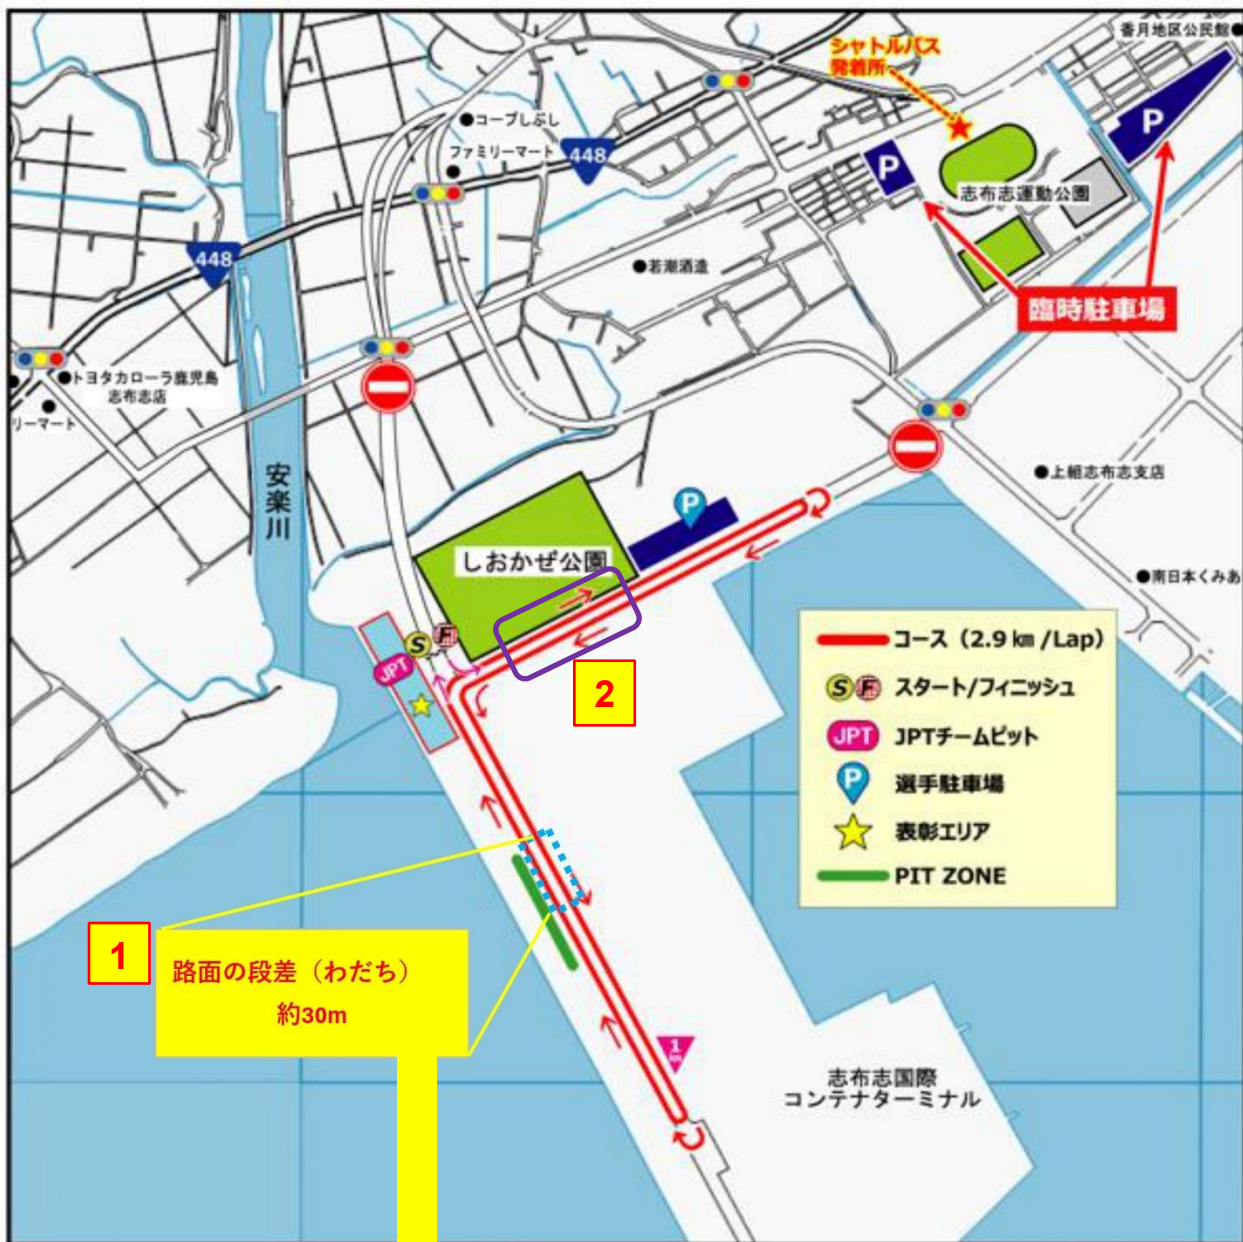 香月地区公民館
シャトルバス
発着所
P
コープしぶし
ファミリーマート
448
P
志布志運動公園
448
若潮酒造
臨時駐車場
トヨタカローラ鹿児島
志布志店
リーマート
安楽川
上組志布志支店
P
しおかぜ公園
南日本くみあ
S F
JPT
2
コース（2.9㎞/Lap）
S F スタート/フィニッシュ
JPT JPTチームピット
P 選手駐車場
表彰エリア
PIT ZONE
1
路面の段差（わだち）
約30m
1
km
志布志国際
コンテナターミナル